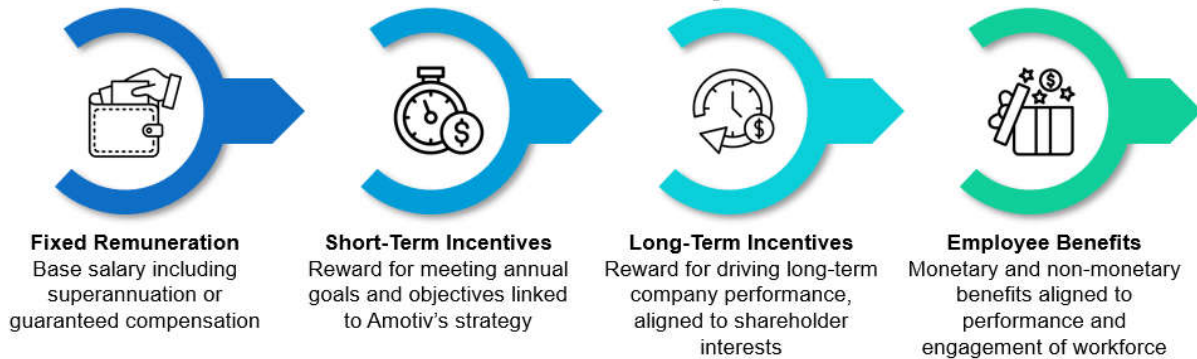 Fixed Remuneration
Base salary including
superannuation or
guaranteed compensation
Short-Term Incentives
Reward for meeting annual
goals and objectives linked
to Amotiv's strategy
Long-Term Incentives
Reward for driving long-term
company performance,
aligned to shareholder
interests
Employee Benefits
Monetary and non-monetary
benefits aligned to
performance and
engagement of workforce